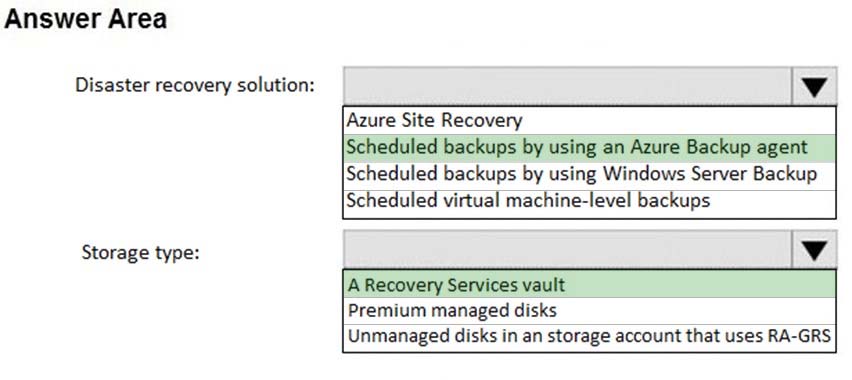 Answer Area
Disaster recovery solution:
Azure Site Recovery
Scheduled backups by using an Azure Backup agent
Scheduled backups by using Windows Server Backup
Scheduled virtual machine-level backups
Storage type:
A Recovery Services vault
Premium managed disks
Unmanaged disks in an storage account that uses RA-GRS